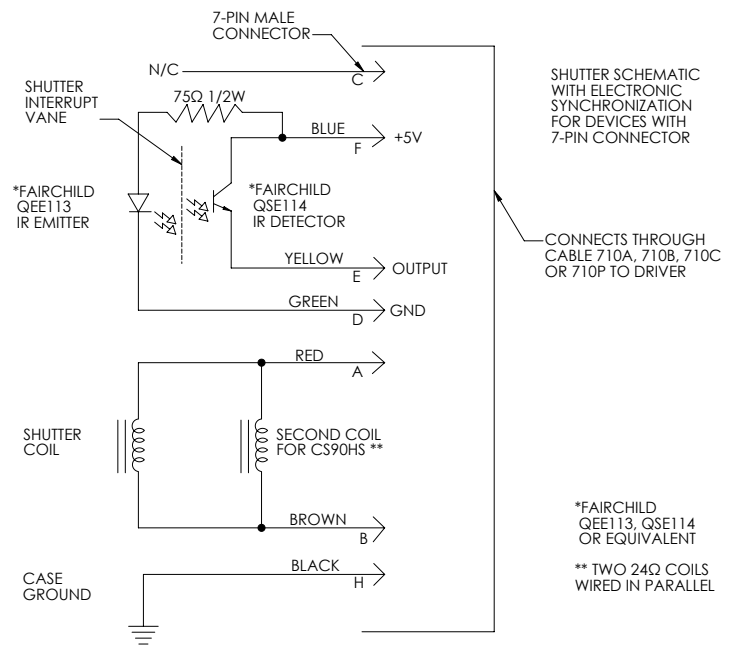 7-PIN MALE
CONNECTOR
N/C
C
SHUTTER
INTERRUPT
VANE
75Ω 1/2W
BLUE
F
+5V
*FAIRCHILD
QEE113
IR EMITTER
*FAIRCHILD
QSE114
IR DETECTOR
YELLOW
E
OUTPUT
GREEN
D
GND
RED
A
SHUTTER
COIL
SECOND COIL
FOR CS90HS **
BROWN
B
BLACK
H
CASE
GROUND
SHUTTER SCHEMATIC
WITH ELECTRONIC
SYNCHRONIZATION
FOR DEVICES WITH
7-PIN CONNECTOR
CONNECTS THROUGH
CABLE 710A, 710B, 710C
OR 710P TO DRIVER
*FAIRCHILD
QEE113, QSE114
OR EQUIVALENT
** TWO 24Ω COILS
WIRED IN PARALLEL